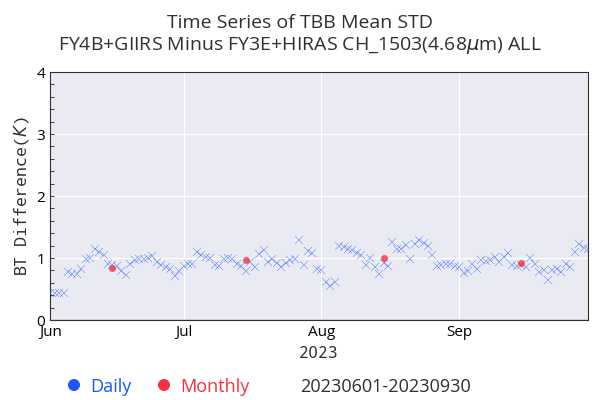 Time Series of TBB Mean STD
FY4B+GIIRS Minus FY3E+HIRAS CH_1503(4.68μm) ALL
BT Difference(K)
4
3
2
1
0
Jun Jul Aug Sep
2023
Daily Monthly 20230601-20230930